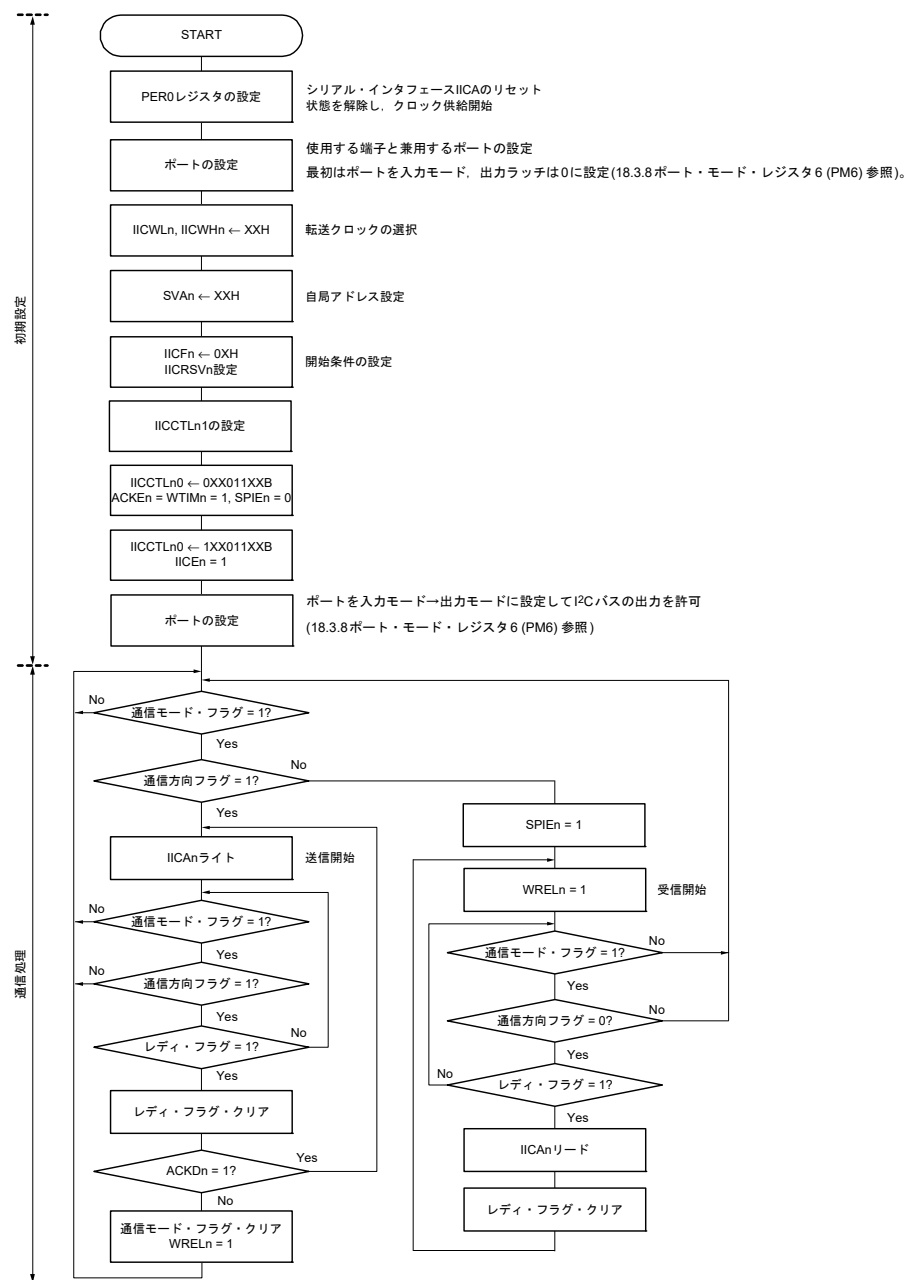 START
PER0レジスタの設定
シリアル・インタフェースIICAのリセット
状態を解除し，クロック供給開始
ポートの設定
使用する端子と兼用するポートの設定
最初はポートを入力モード，出力ラッチは0に設定(18.3.8ポート・モード・レジスタ6 (PM6) 参照)。
IICWLn, IICWHn ← XXH
転送クロックの選択
SVAn ← XXH
自局アドレス設定
IICFn ← 0XH
IICRSVn設定
開始条件の設定
IICCTLn1の設定
IICCTLn0 ← 0XX011XXB
ACKEn = WTIMn = 1, SPIEn = 0
IICCTLn0 ← 1XX011XXB
IICEn = 1
ポートの設定
ポートを入力モード→出力モードに設定してI²Cバスの出力を許可
(18.3.8ポート・モード・レジスタ6 (PM6) 参照)
初期設定
通信モード・フラグ = 1?
No
Yes
通信方向フラグ = 1?
No
Yes
IICAnライト
送信開始
通信モード・フラグ = 1?
No
Yes
通信方向フラグ = 1?
No
Yes
レディ・フラグ = 1?
No
Yes
レディ・フラグ・クリア
ACKDn = 1?
Yes
No
通信モード・フラグ・クリア
WRELn = 1
SPIEn = 1
WRELn = 1
受信開始
通信モード・フラグ = 1?
No
Yes
通信方向フラグ = 0?
No
Yes
レディ・フラグ = 1?
No
Yes
IICAnリード
レディ・フラグ・クリア
通信処理